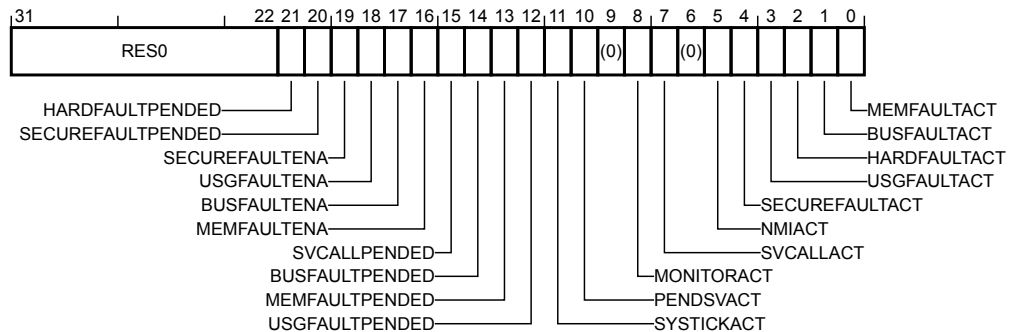 31 22 21 20 19 18 17 16 15 14 13 12 11 10 9 8 7 6 5 4 3 2 1 0
RES0 (0) (0)
HARDFAULTPENDED MEMFAULTACT
SECUREFAULTPENDED BUSFAULTACT
SECUREFAULTENA HARDFAULTACT
USGFAULTENA USGFAULTACT
BUSFAULTENA SECUREFAULTACT
MEMFAULTENA NMIACT
SVCALLPENDED SVCALLACT
BUSFAULTPENDED MONITORACT
MEMFAULTPENDED PENDSVACT
USGFAULTPENDED SYSTICKACT